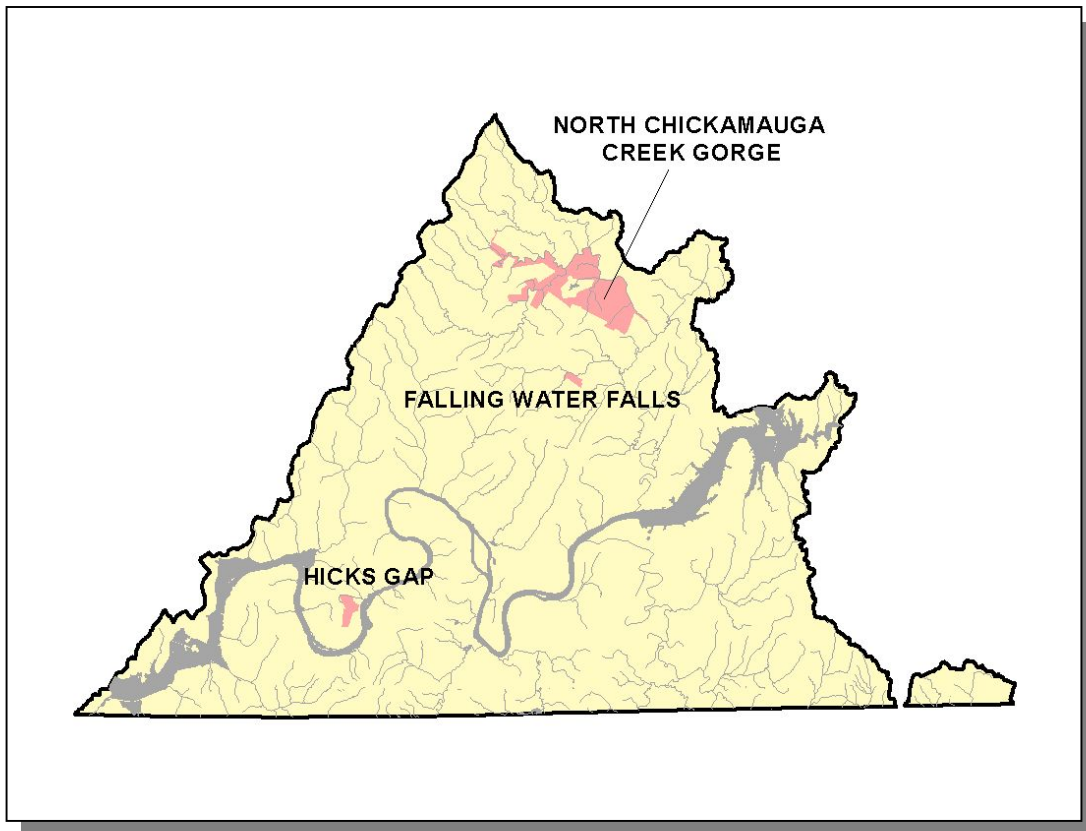 NORTH CHICKAMAUGA
CREEK GORGE
FALLING WATER FALLS
HICKS GAP